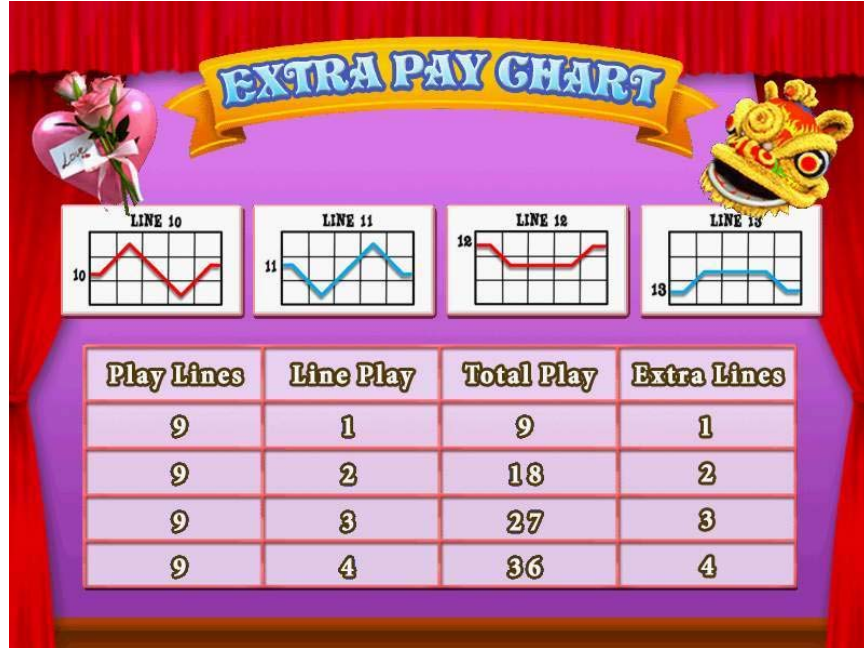 EXTRA PAY CHART
Love
LINE 10 LINE 11 LINE 12 LINE 13
10 11 12 13
Play Lines Line Play Total Play Extra Lines
9 1 9 1
9 2 18 2
9 3 27 3
9 4 36 4